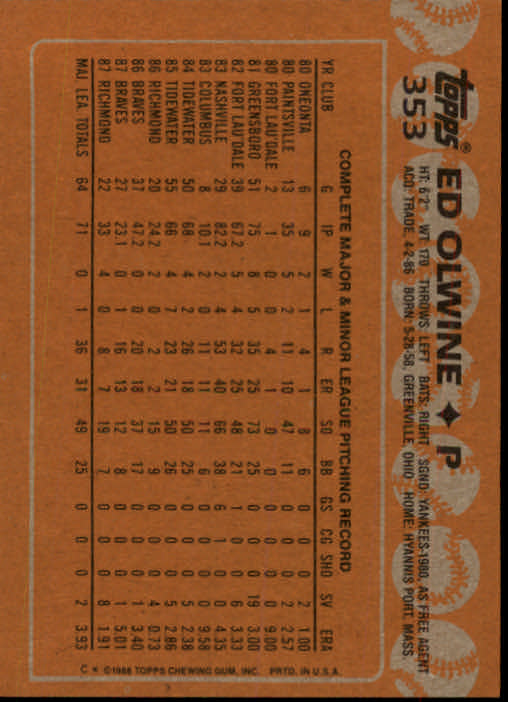 topps® ED OLWINE ✦ P
353 HT: 6'2" WT: 170 THROWS: LEFT BATS: RIGHT SGND: YANKEES-1980, AS FREE AGENT
ACQ: TRADE, 4-2-86 BORN: 5-28-58, GREENVILLE, OHIO HOME: HYANNIS PORT, MASS.
COMPLETE MAJOR & MINOR LEAGUE PITCHING RECORD
YR CLUB G IP W L R ER SO BB GS CG SHO SV ERA
80 ONEONTA 6 9 2 1 4 1 8 6 0 0 0 2 1.00
80 PAINTSVILLE 13 35 5 2 11 10 47 11 0 0 0 2 2.57
80 FORT LAU'DALE 2 1 0 0 4 1 0 0 0 0 0 0 9.00
81 GREENSBORO 51 75 8 5 35 25 73 25 0 0 0 19 3.00
82 FORT LAU'DALE 39 67.2 5 4 32 25 48 21 1 0 0 6 3.33
83 NASHVILLE 29 82.2 2 4 53 40 66 38 6 1 0 0 4.35
83 COLUMBUS 8 10.1 2 0 11 11 11 6 0 0 0 0 9.58
84 TIDEWATER 50 68 4 2 26 18 50 25 0 0 0 5 2.38
85 TIDEWATER 55 66 4 7 23 21 50 26 0 0 0 5 2.86
86 RICHMOND 20 24.2 2 0 2 2 15 9 0 0 0 4 0.73
86 BRAVES 37 47.2 0 0 20 18 37 17 0 0 0 1 3.40
87 BRAVES 27 23.1 0 1 16 13 12 8 0 0 0 1 5.01
87 RICHMOND 22 33 4 0 8 7 19 7 0 0 0 8 1.91
MAJ. LEA. TOTALS 64 71 0 1 36 31 49 25 0 0 0 2 3.93
C * ©1988 TOPPS CHEWING GUM, INC. PRTD. IN U.S.A.